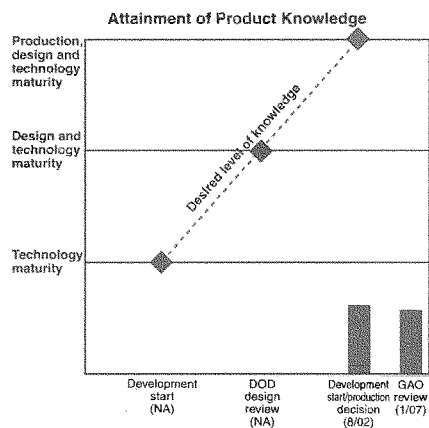 Attainment of Product Knowledge
Production,
design and
technology
maturity
Design and
technology
maturity
Desired level of knowledge
Technology
maturity
Development
start
(NA)
DOD
design
review
(NA)
Development
start/production
decision
(8/02)
GAO
review
(1/07)